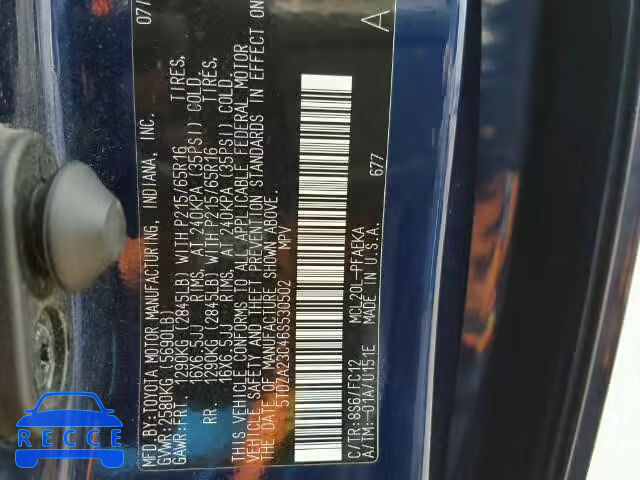 MFD. BY:TOYOTA MOTOR MANUFACTURING, INDIANA, INC. 07/
GVWR:2580KG(5690LB)
GAWR:FRT. 1290KG (2845LB) WITH P215/65R16 TIRES,
16X6.5JJ RIMS, AT 240KPA (35PSI) COLD.
RR. 1290KG (2845LB) WITH P215/65R16 TIRES,
16X6.5JJ RIMS, AT 240KPA (35PSI) COLD.
THIS VEHICLE CONFORMS TO ALL APPLICABLE FEDERAL MOTOR
VEHICLE SAFETY AND THEFT PREVENTION STANDARDS IN EFFECT ON
THE DATE OF MANUFACTURE SHOWN ABOVE.
5TDZA23C46S530502 MPV
A
677
C/TR:8S6/FC12 MCL20L-PFAEKA
A/TM:-01A/U151E MADE IN U.S.A.
AUTOBIDMASTER